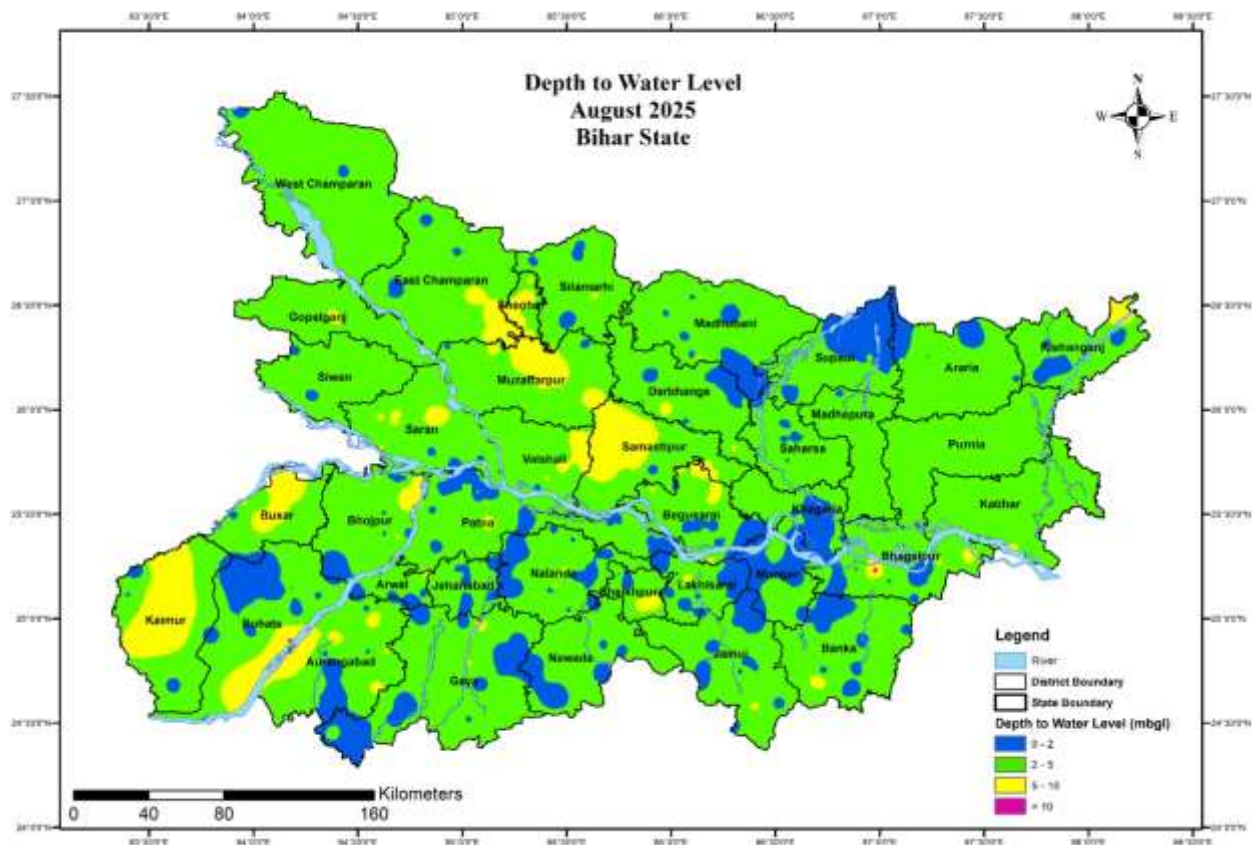 Depth to Water Level
August 2025
Bihar State
N
W
E
S
West Champaran
East Champaran
Sheohar
Sitamarhi
Gopalganj
Madhubani
Supaul
Araria
Kishanganj
Siwan
Muzaffarpur
Darbhanga
Madhepura
Saran
Vaishali
Samastipur
Saharsa
Purnia
Katihar
Buxar
Bhojpur
Patna
Begusarai
Khagaria
Bhagalpur
Arwal
Jehanabad
Nalanda
Sheikhpura
Lakhisarai
Munger
Kaimur
Rohats
Aurangabad
Gaya
Nawada
Jamui
Banka
Legend
River
District Boundary
State Boundary
Depth to Water Level (mbgl)
0 - 2
2 - 5
5 - 10
> 10
Kilometers
0 40 80 160